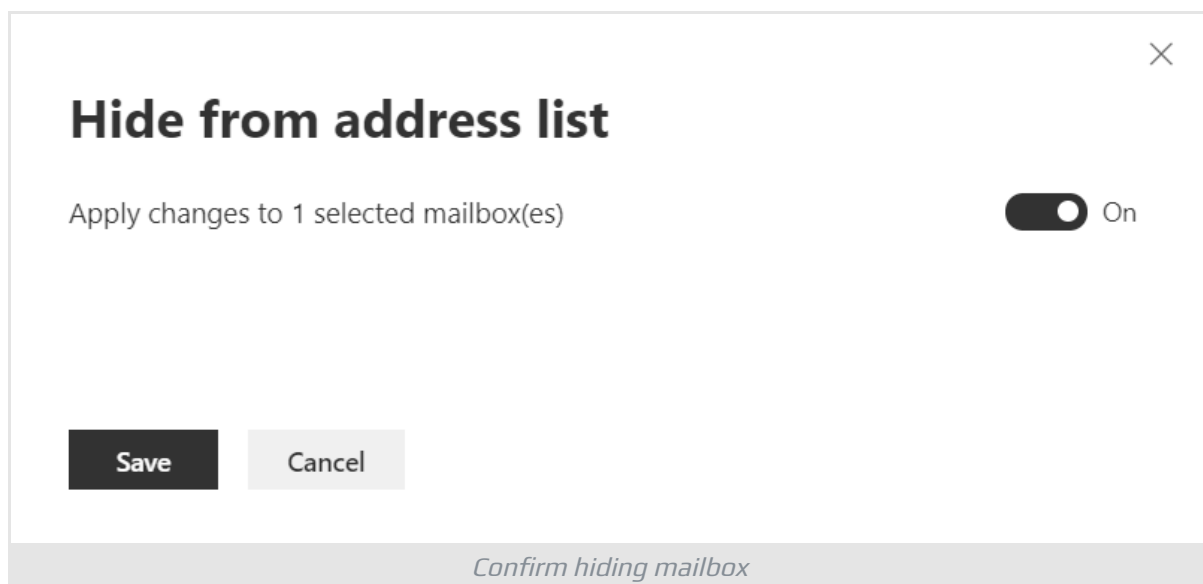 Hide from address list
Apply changes to 1 selected mailbox(es)
On
Save
Cancel
Confirm hiding mailbox